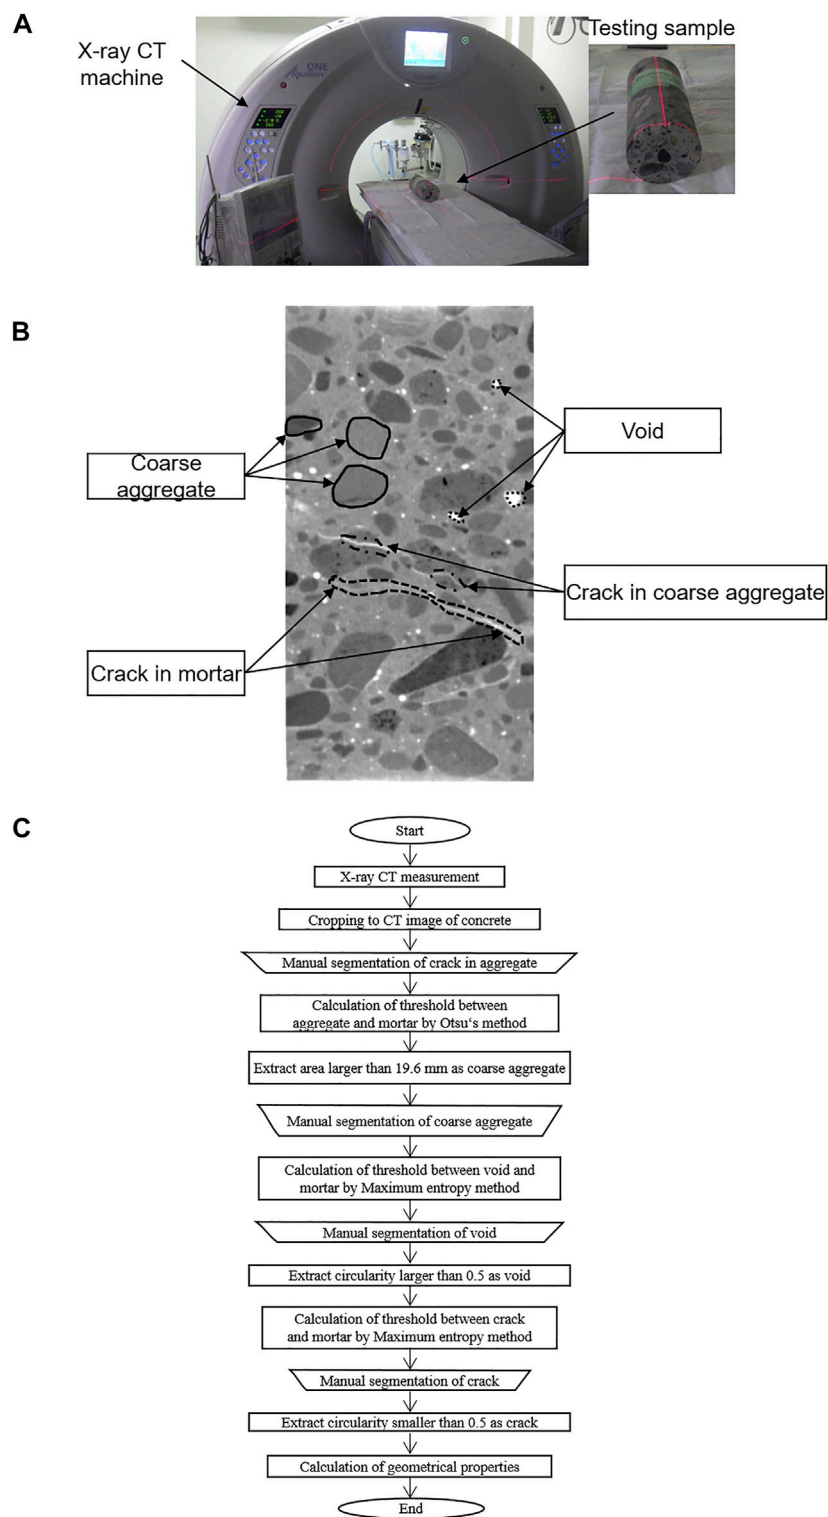 A
X-ray CT
machine
Testing sample
ONE
Aquilion
B
Void
Coarse
aggregate
Crack in coarse aggregate
Crack in mortar
C
Start
X-ray CT measurement
Cropping to CT image of concrete
Manual segmentation of crack in aggregate
Calculation of threshold between
aggregate and mortar by Otsu‘s method
Extract area larger than 19.6 mm as coarse aggregate
Manual segmentation of coarse aggregate
Calculation of threshold between void and
mortar by Maximum entropy method
Manual segmentation of void
Extract circularity larger than 0.5 as void
Calculation of threshold between crack
and mortar by Maximum entropy method
Manual segmentation of crack
Extract circularity smaller than 0.5 as crack
Calculation of geometrical properties
End